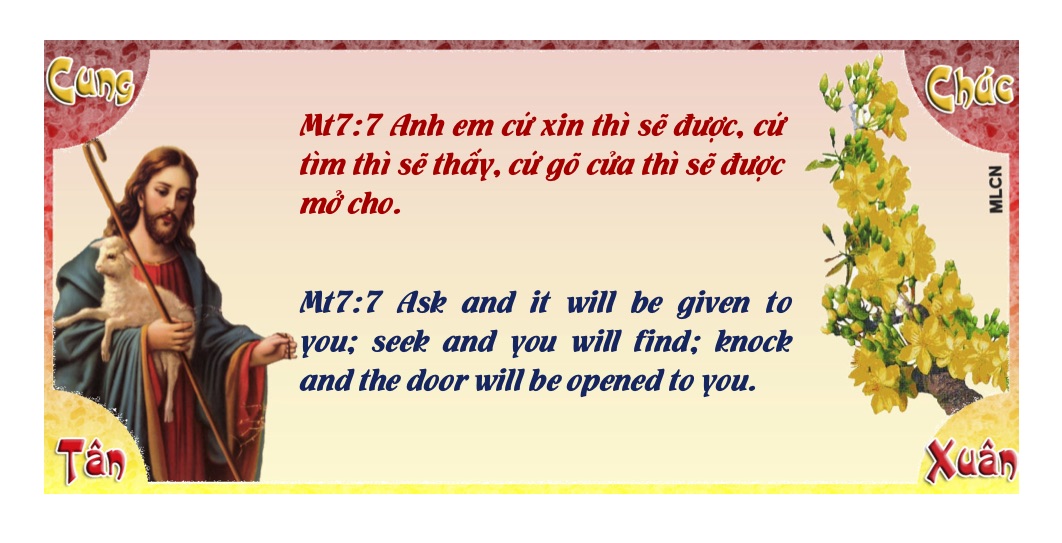 Cung
Chúc
Mt7:7 Anh em cứ xin thì sẽ được, cứ
tìm thì sẽ thấy, cứ gõ cửa thì sẽ được
mở cho.
MLCN
Mt7:7 Ask and it will be given to
you; seek and you will find; knock
and the door will be opened to you.
Tân
Xuân